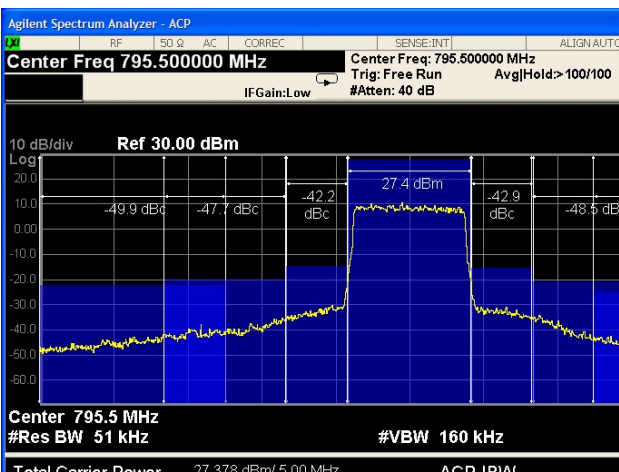 Agilent Spectrum Analyzer - ACP
LXI RF 50 Ω AC CORREC SENSE:INT ALIGN AUTO
Center Freq 795.500000 MHz
Center Freq: 795.500000 MHz
Trig: Free Run Avg|Hold:>100/100
IFGain:Low #Atten: 40 dB
10 dB/div Ref 30.00 dBm
Log
20.0
10.0
0.00
-10.0
-20.0
-30.0
-40.0
-50.0
-60.0
-49.9 dBc
-47.7 dBc
-42.2
dBc
27.4 dBm
-42.9
dBc
-48.5 dB
Center 795.5 MHz
#Res BW 51 kHz #VBW 160 kHz
Total Carrier Power 27.378 dBm/ 5.00 MHz